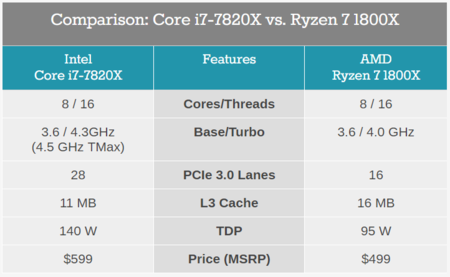 Comparison: Core i7-7820X vs. Ryzen 7 1800X
Intel Core i7-7820X Features AMD Ryzen 7 1800X
8 / 16 Cores/Threads 8 / 16
3.6 / 4.3GHz (4.5 GHz TMax) Base/Turbo 3.6 / 4.0 GHz
28 PCIe 3.0 Lanes 16
11 MB L3 Cache 16 MB
140 W TDP 95 W
$599 Price (MSRP) $499